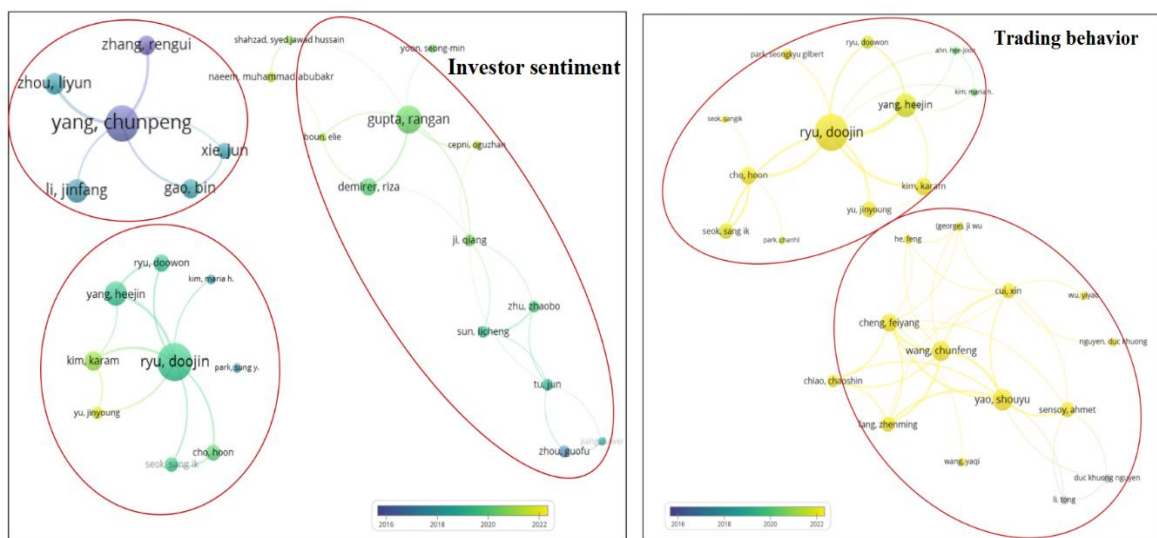 Investor sentiment
zhang, rengui
zhou, liyun
yang, chunpeng
xie, jun
li, jinfang
gao, bin
shahzad, syed jawad hussain
yoon, seong-min
naeem, muhammad abubakr
gupta, rangan
bouri, elie
cepni, oguzhan
demirer, riza
ji, qiang
zhu, zhaobo
sun, licheng
tu, jun
zhou, guofu
ryu, doowon
kim, maria h.
yang, heejin
kim, karam
ryu, doojin
park, sung y.
yu, jinyoung
cho, hoon
seok, sang ik
2016 2018 2020 2022
Trading behavior
ryu, doowon
park, seongkyu gilbert
ahn, hee-joon
yang, heejin
kim, maria h.
seok, sangik
ryu, doojin
cho, hoon
kim, karam
yu, jinyoung
seok, sang ik
park, chanhi
(george), ji wu
he, feng
cui, xin
wu, yiyao
cheng, feiyang
nguyen, duc khuong
wang, chunfeng
chiao, chaoshin
yao, shouyu
sensoy, ahmet
fang, zhenming
wang, yaqi
duc khuong nguyen
li, tong
2016 2018 2020 2022